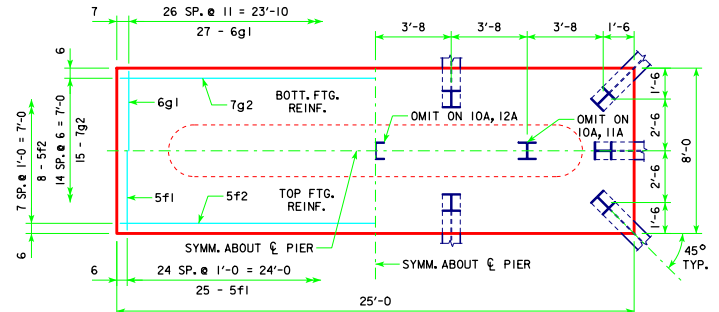 7
26 SP. @ 11 = 23'-10
27 - 6g1
3'-8
3'-8
3'-8
1'-6
6
6g1
7g2
BOTT. FTG.
REINF.
OMIT ON 10A, 12A
OMIT ON
10A, 11A
1'-6
2'-6
8'-0
7 SP. @ 1'-0 = 7'-0
8 - 5f2
14 SP. @ 6 = 7'-0
15 - 7g2
5f1
5f2
TOP FTG.
REINF.
2'-6
1'-6
6
SYMM. ABOUT ℄ PIER
SYMM. ABOUT ℄ PIER
45°
TYP.
6
24 SP. @ 1'-0 = 24'-0
25 - 5f1
25'-0